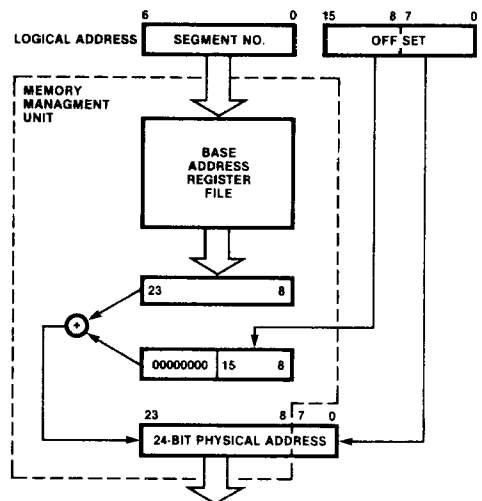 6 0 15 8 7 0
LOGICAL ADDRESS SEGMENT NO. OFF SET
MEMORY
MANAGMENT
UNIT
BASE
ADDRESS
REGISTER
FILE
23 8
+
00000000 15 8
23 8 7 0
24-BIT PHYSICAL ADDRESS